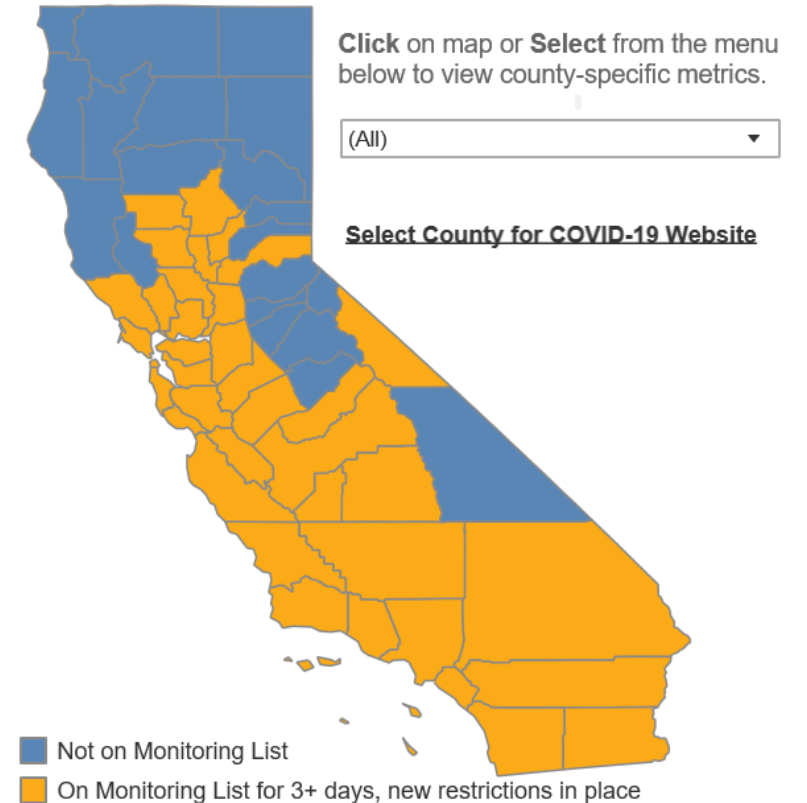 Click on map or Select from the menu
below to view county-specific metrics.
(All)
Select County for COVID-19 Website
Not on Monitoring List
On Monitoring List for 3+ days, new restrictions in place